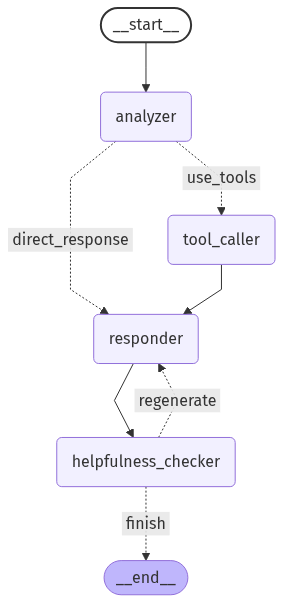 __start__
analyzer
use_tools
direct_response
tool_caller
responder
regenerate
helpfulness_checker
finish
__end__